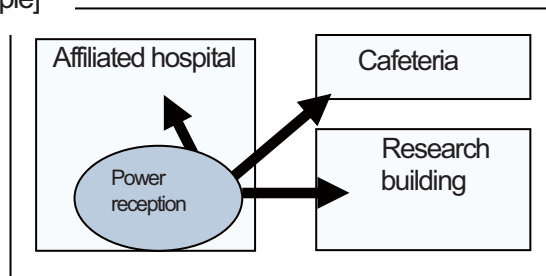 ple]
Affiliated hospital
Cafeteria
Research
building
Power
reception